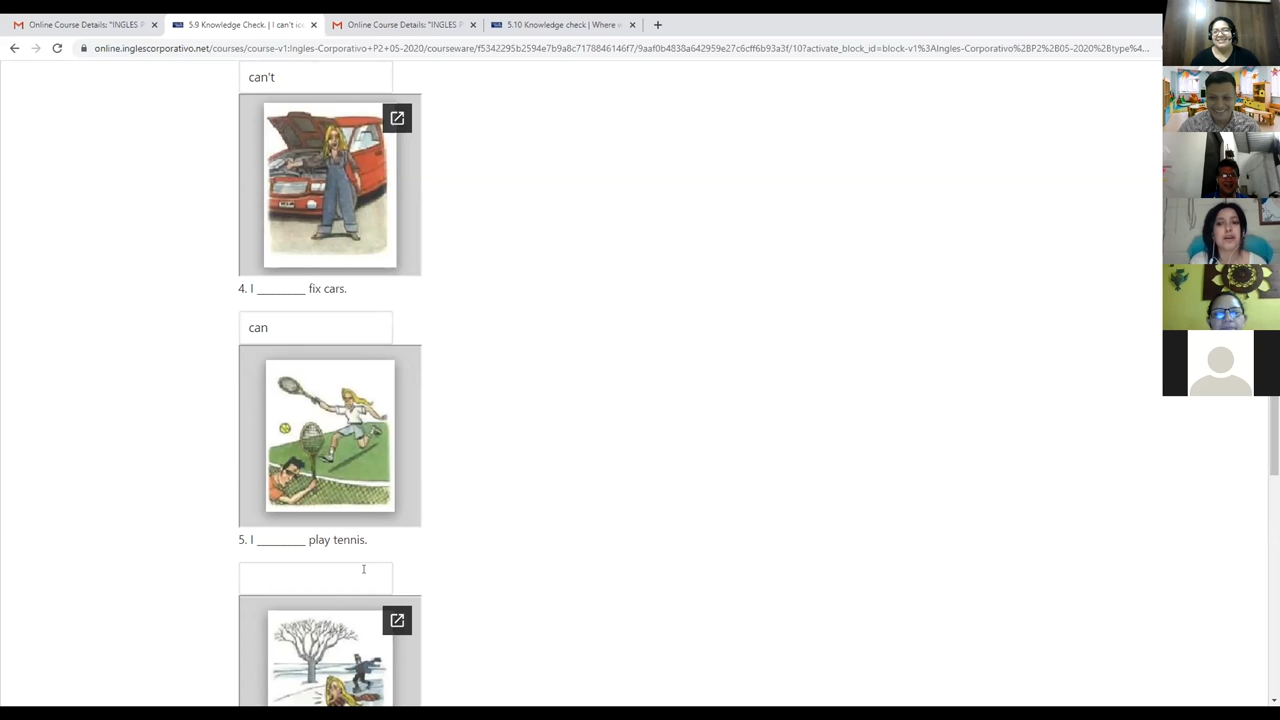 Online Course Details: "INGLES P
5.9 Knowledge Check. | I can't ice
Online Course Details: "INGLES P
5.10 Knowledge check | Where w
online.inglescorporativo.net/courses/course-v1:Ingles-Corporativo+P2+05-2020/courseware/f534225202594e7b9a8c7178846146f7/9aaf0b4838a642959e27c6cff6b93a3f/10?activate_block_id=block-v1%3AIngles-Corporativo%2BP2%2B05-2020%2Btype%4...
can't
4. I ________ fix cars.
can
5. I ________ play tennis.